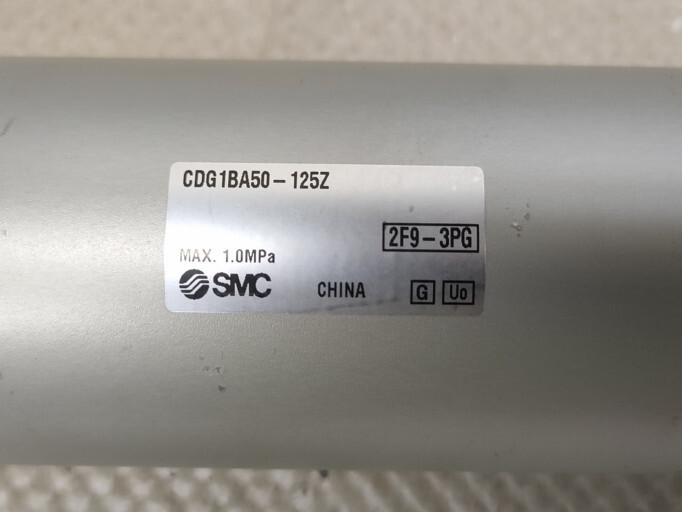 CDG1BA50-125Z
2F9-3PG
MAX. 1.0MPa
SMC CHINA G Uo